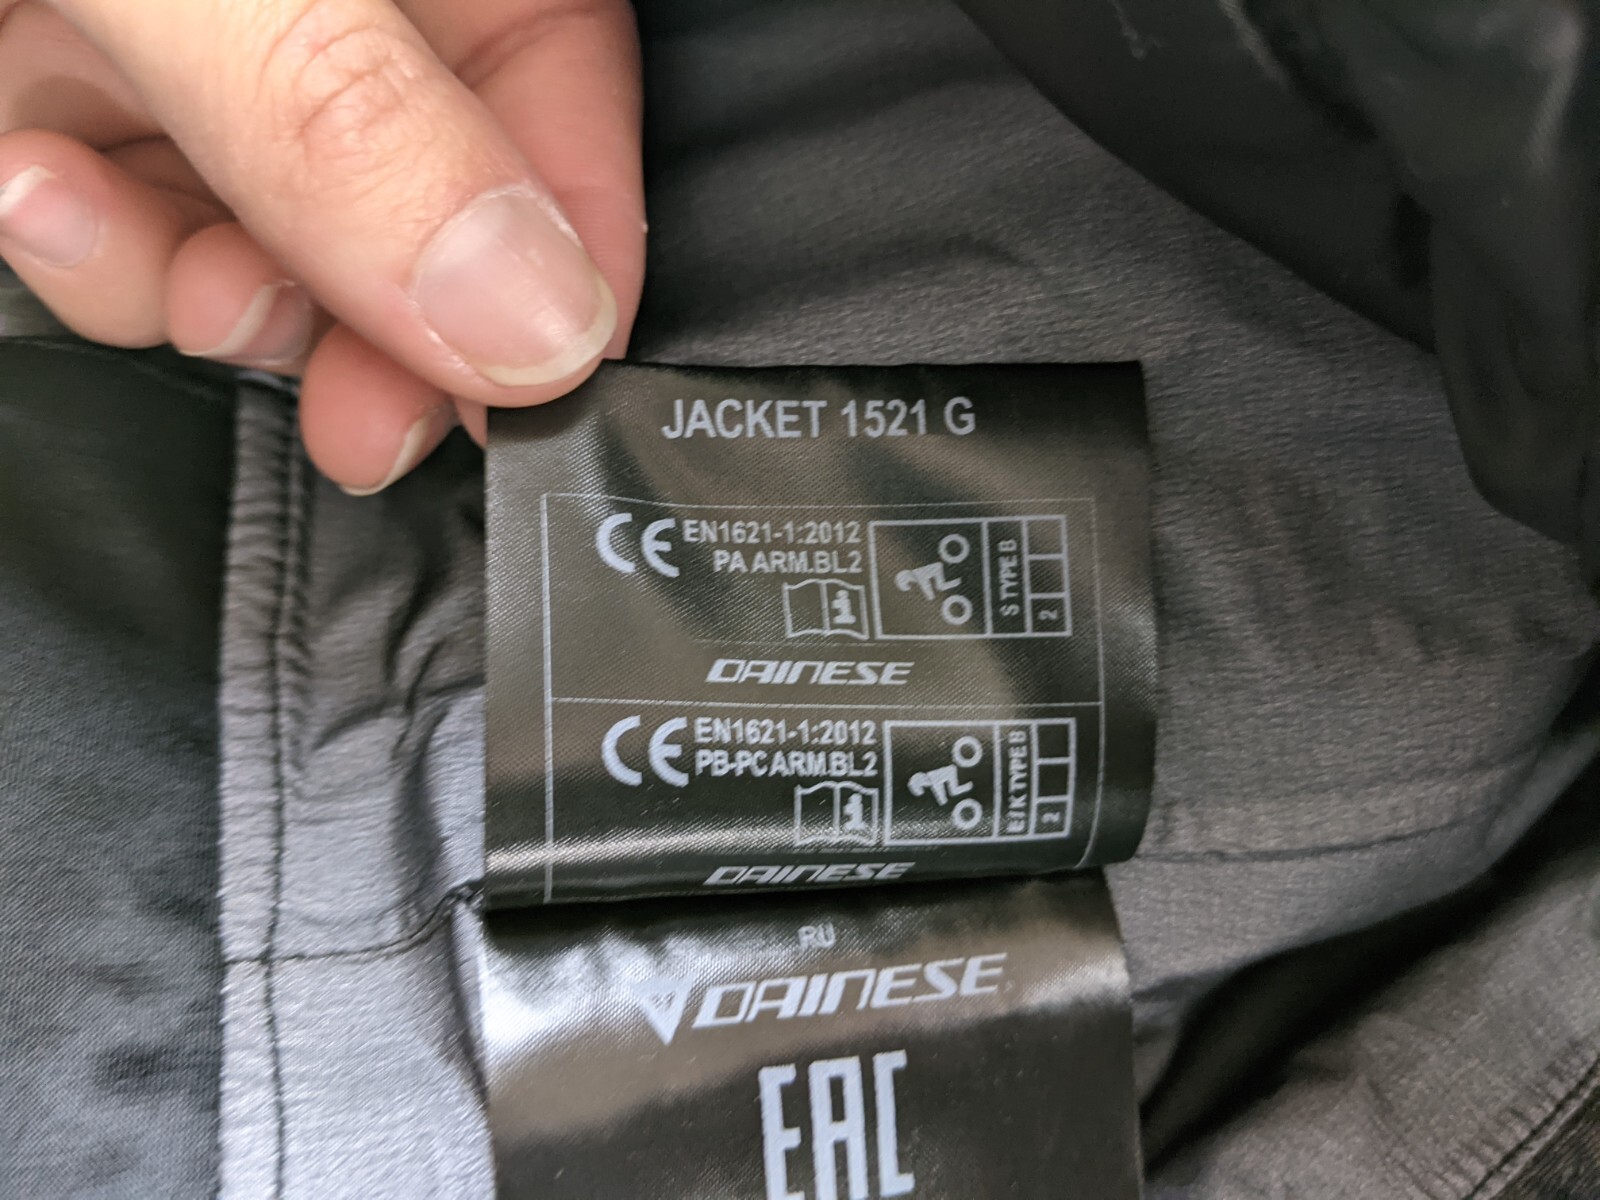 JACKET 1521 G
CE EN1621-1:2012
PA ARM.BL2
S TYPE B
2
DAINESE
CE EN1621-1:2012
PB-PC ARM.BL2
E/K TYPE B
2
DAINESE
RU
DAINESE
EAC